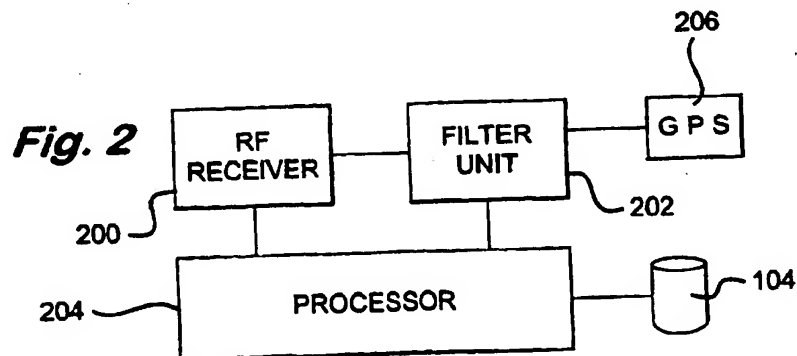 206
Fig. 2
RF
RECEIVER
FILTER
UNIT
G P S
200
202
204
PROCESSOR
104